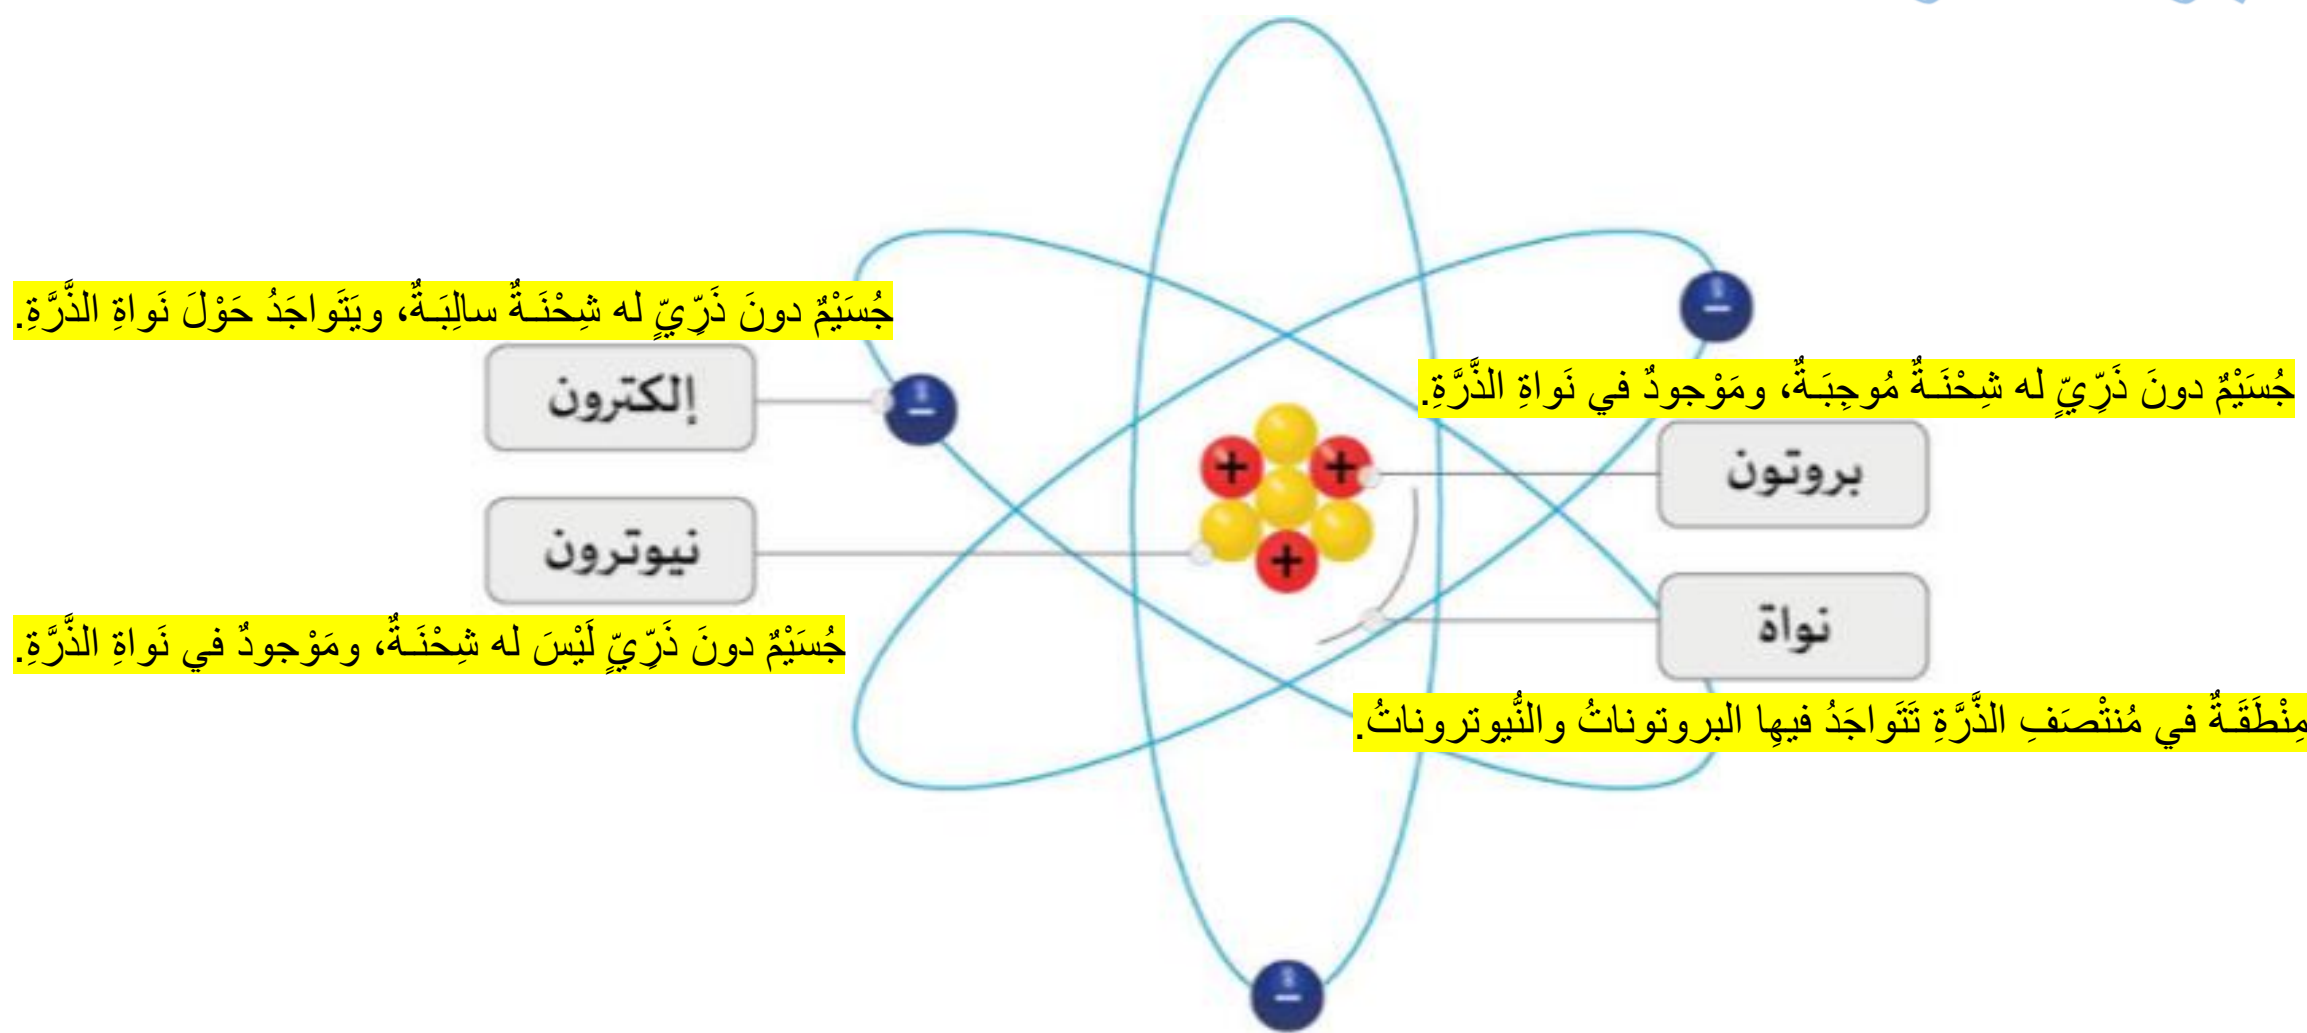 جُسَيْمٌ دونَ ذَرِّيٍّ له شِحْنَـةٌ سالِبَـةٌ، ويَتَواجَدُ حَوْلَ نَواةِ الذَّرَّةِ.
إلكترون
جُسَيْمٌ دونَ ذَرِّيٍّ له شِحْنَـةٌ مُوجِبَـةٌ، ومَوْجودٌ في نَواةِ الذَّرَّةِ.
بروتون
نيوترون
جُسَيْمٌ دونَ ذَرِّيٍّ لَيْسَ له شِحْنَـةٌ، ومَوْجودٌ في نَواةِ الذَّرَّةِ.
نواة
مِنْطَقَـةٌ في مُنتْصَفِ الذَّرَّةِ تَتَواجَدُ فيهِا البروتوناتُ والنُّيوتروناتُ.
−
−
+
+
+
−